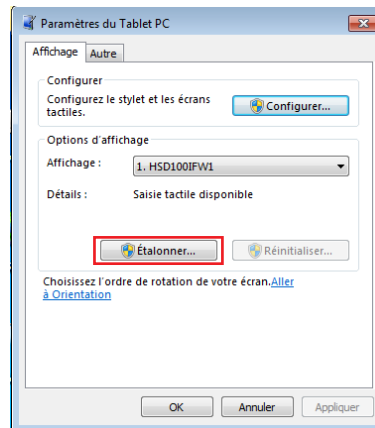 Paramètres du Tablet PC
Affichage Autre
Configurer
Configurez le stylet et les écrans
tactiles.
Configurer...
Options d'affichage
Affichage :
1. HSD100IFW1
Détails :
Saisie tactile disponible
Étalonner...
Réinitialiser...
Choisissez l'ordre de rotation de votre écran.Aller
à Orientation
OK
Annuler
Appliquer